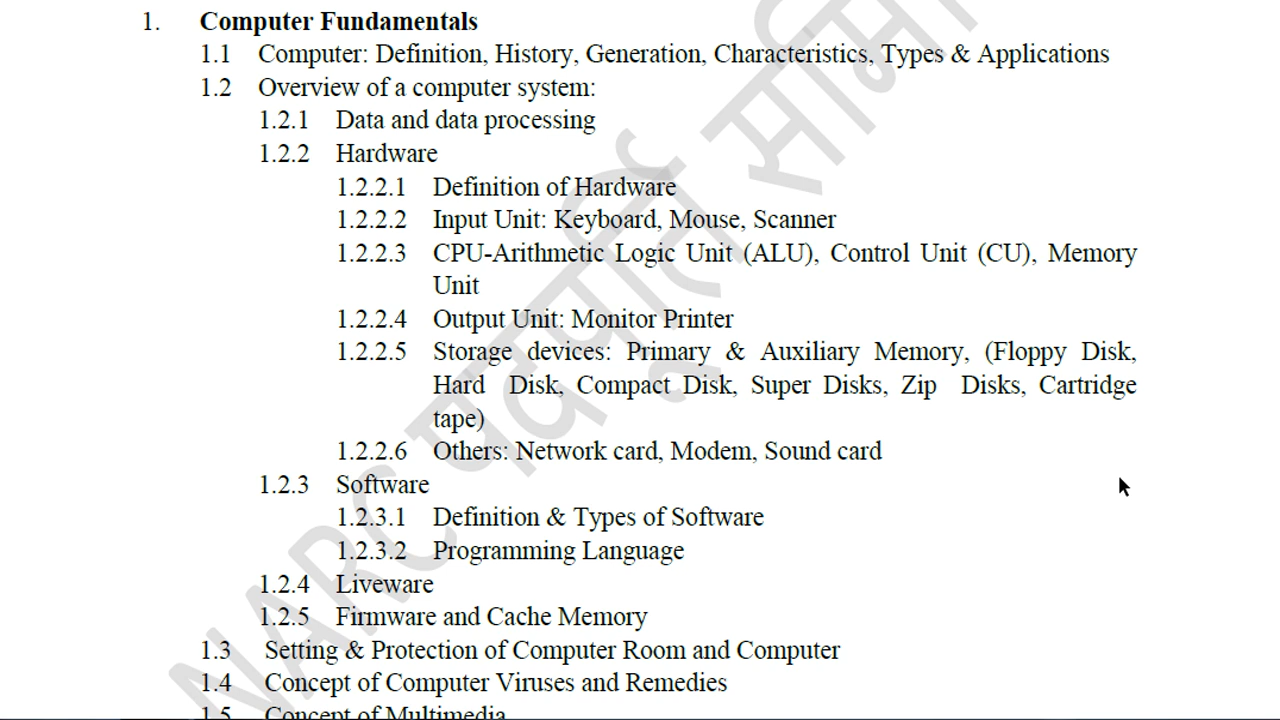 1. Computer Fundamentals
1.1 Computer: Definition, History, Generation, Characteristics, Types & Applications
1.2 Overview of a computer system:
1.2.1 Data and data processing
1.2.2 Hardware
1.2.2.1 Definition of Hardware
1.2.2.2 Input Unit: Keyboard, Mouse, Scanner
1.2.2.3 CPU-Arithmetic Logic Unit (ALU), Control Unit (CU), Memory
Unit
1.2.2.4 Output Unit: Monitor Printer
1.2.2.5 Storage devices: Primary & Auxiliary Memory, (Floppy Disk,
Hard Disk, Compact Disk, Super Disks, Zip Disks, Cartridge
tape)
1.2.2.6 Others: Network card, Modem, Sound card
1.2.3 Software
1.2.3.1 Definition & Types of Software
1.2.3.2 Programming Language
1.2.4 Liveware
1.2.5 Firmware and Cache Memory
1.3 Setting & Protection of Computer Room and Computer
1.4 Concept of Computer Viruses and Remedies
1.5 Concept of Multimedia
NARC पदपूर्ति समिति